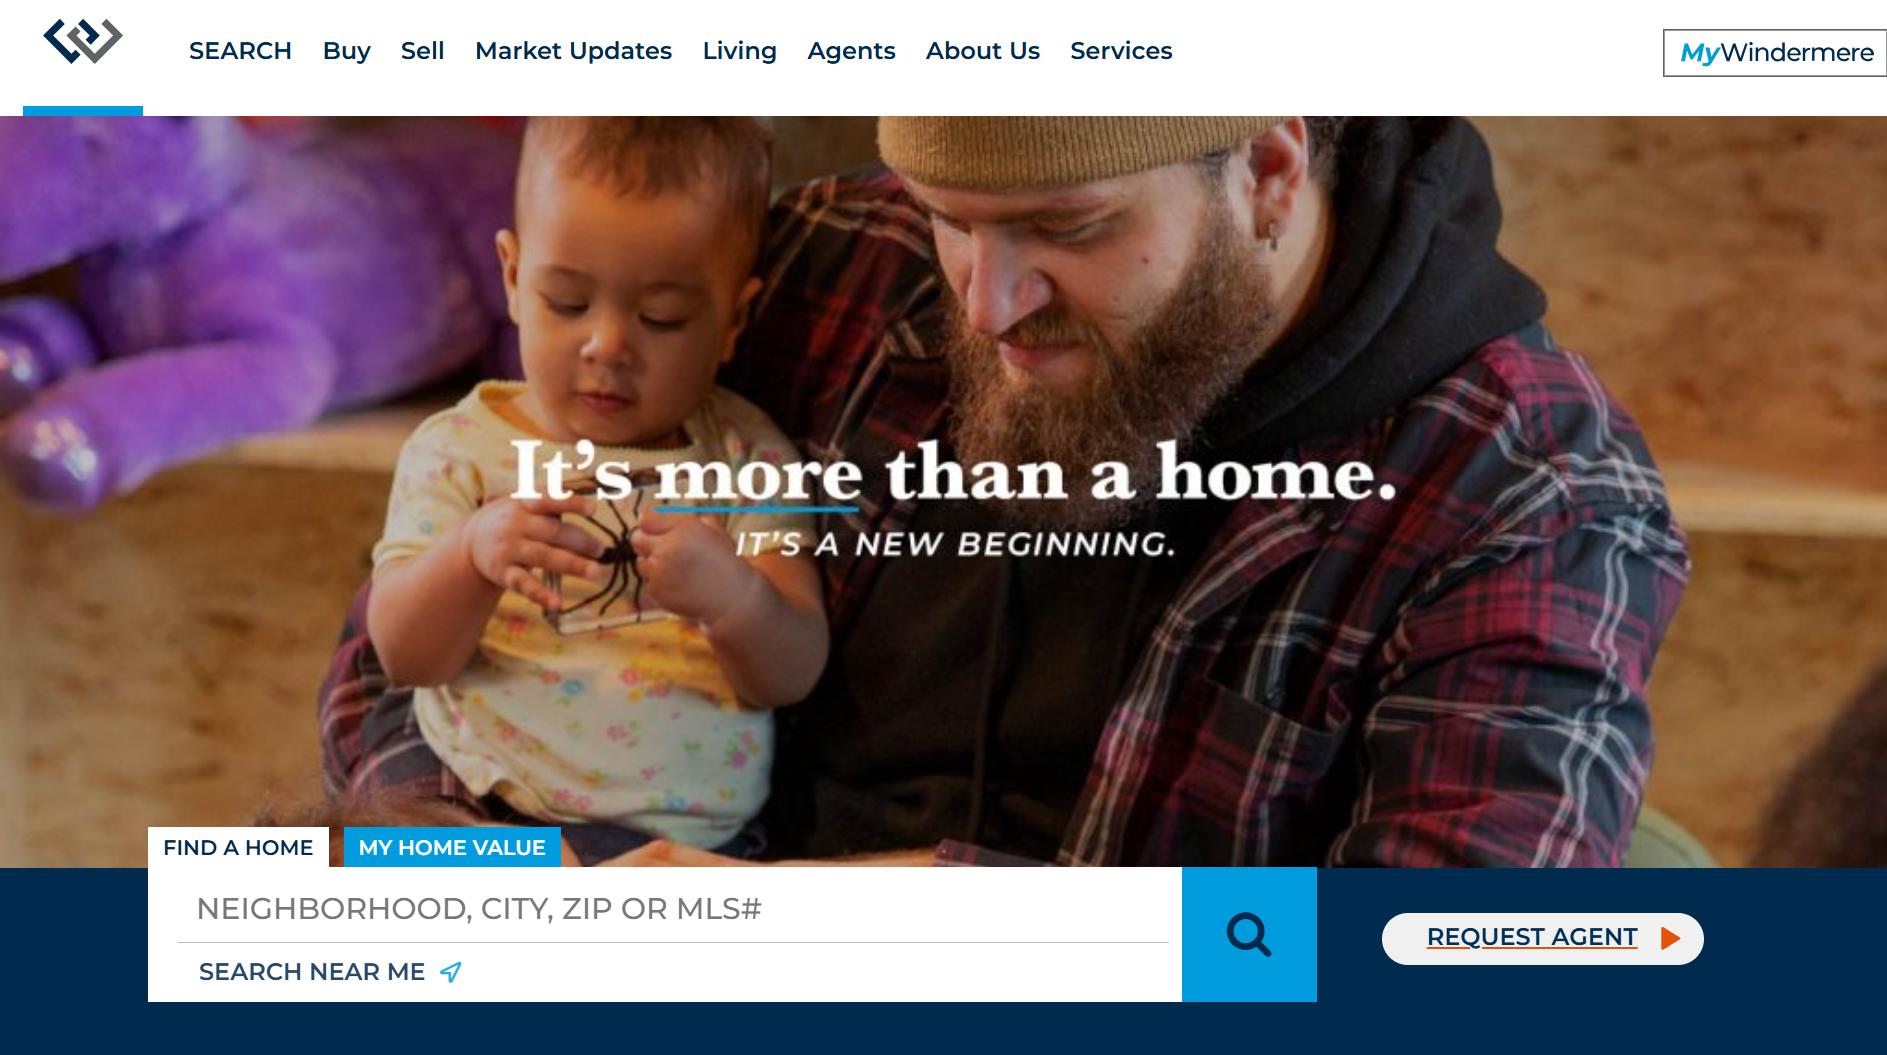 SEARCH Buy Sell Market Updates Living Agents About Us Services
MyWindermere
It's more than a home.
IT'S A NEW BEGINNING.
FIND A HOME
MY HOME VALUE
NEIGHBORHOOD, CITY, ZIP OR MLS#
SEARCH NEAR ME
REQUEST AGENT